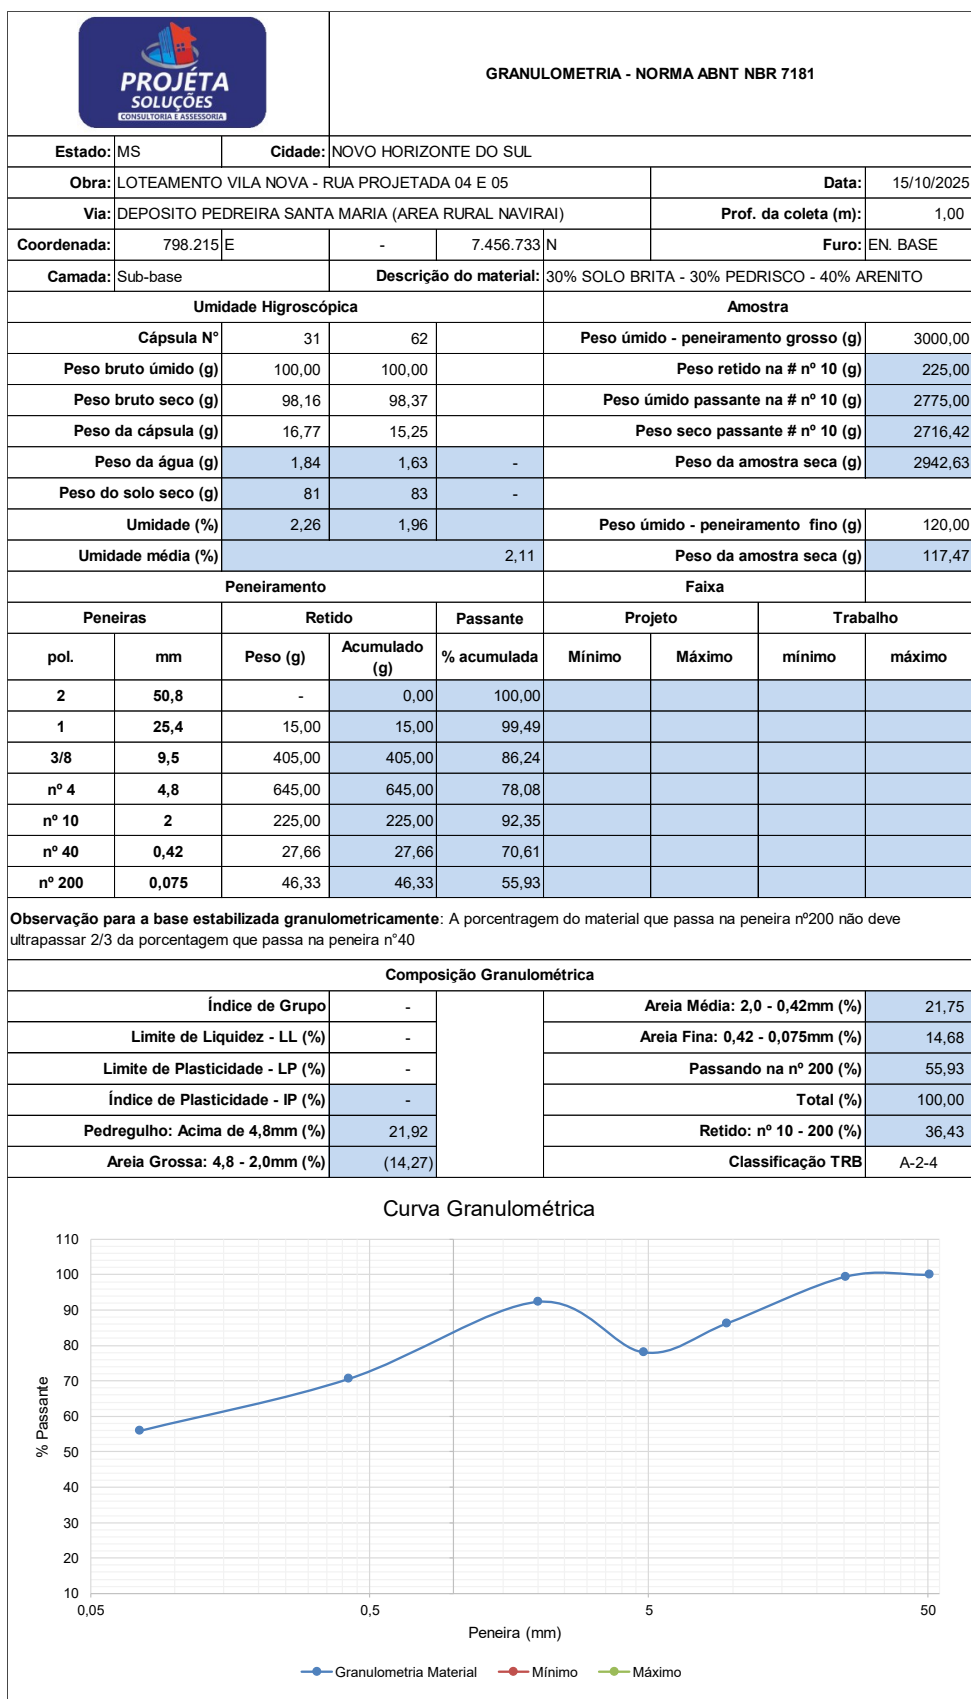 PROJÉTA
SOLUÇÕES
CONSULTORIA E ASSESSORIA
GRANULOMETRIA - NORMA ABNT NBR 7181
Estado: MS Cidade: NOVO HORIZONTE DO SUL
Obra: LOTEAMENTO VILA NOVA - RUA PROJETADA 04 E 05 Data: 15/10/2025
Via: DEPOSITO PEDREIRA SANTA MARIA (AREA RURAL NAVIRAI) Prof. da coleta (m): 1,00
Coordenada: 798.215 E - 7.456.733 N Furo: EN. BASE
Camada: Sub-base Descrição do material: 30% SOLO BRITA - 30% PEDRISCO - 40% ARENITO
Umidade Higroscópica Amostra
Cápsula N° 31 62 Peso úmido - peneiramento grosso (g) 3000,00
Peso bruto úmido (g) 100,00 100,00 Peso retido na # nº 10 (g) 225,00
Peso bruto seco (g) 98,16 98,37 Peso úmido passante na # nº 10 (g) 2775,00
Peso da cápsula (g) 16,77 15,25 Peso seco passante # nº 10 (g) 2716,42
Peso da água (g) 1,84 1,63 - Peso da amostra seca (g) 2942,63
Peso do solo seco (g) 81 83 -
Umidade (%) 2,26 1,96 Peso úmido - peneiramento fino (g) 120,00
Umidade média (%) 2,11 Peso da amostra seca (g) 117,47
Peneiramento Faixa
Peneiras Retido Passante Projeto Trabalho
pol. mm Peso (g) Acumulado (g) % acumulada Mínimo Máximo mínimo máximo
2 50,8 - 0,00 100,00
1 25,4 15,00 15,00 99,49
3/8 9,5 405,00 405,00 86,24
nº 4 4,8 645,00 645,00 78,08
nº 10 2 225,00 225,00 92,35
nº 40 0,42 27,66 27,66 70,61
nº 200 0,075 46,33 46,33 55,93
Observação para a base estabilizada granulometricamente: A porcentragem do material que passa na peneira nº200 não deve
ultrapassar 2/3 da porcentagem que passa na peneira n°40
Composição Granulométrica
Índice de Grupo - Areia Média: 2,0 - 0,42mm (%) 21,75
Limite de Liquidez - LL (%) - Areia Fina: 0,42 - 0,075mm (%) 14,68
Limite de Plasticidade - LP (%) - Passando na nº 200 (%) 55,93
Índice de Plasticidade - IP (%) - Total (%) 100,00
Pedregulho: Acima de 4,8mm (%) 21,92 Retido: nº 10 - 200 (%) 36,43
Areia Grossa: 4,8 - 2,0mm (%) (14,27) Classificação TRB A-2-4
Curva Granulométrica
110
100
90
80
70
60
50
40
30
20
10
% Passante
0,05 0,5 5 50
Peneira (mm)
Granulometria Material Mínimo Máximo